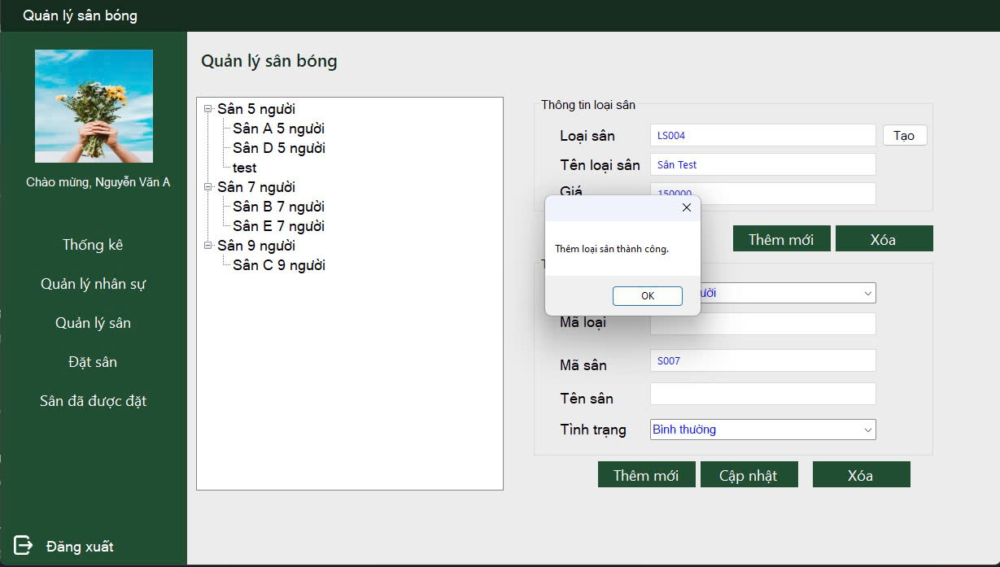 Quản lý sân bóng
Chào mừng, Nguyễn Văn A
Thống kê
Quản lý nhân sự
Quản lý sân
Đặt sân
Sân đã được đặt
Đăng xuất
Quản lý sân bóng
Sân 5 người
Sân A 5 người
Sân D 5 người
test
Sân 7 người
Sân B 7 người
Sân E 7 người
Sân 9 người
Sân C 9 người
Thông tin loại sân
Loại sân LS004 Tạo
Tên loại sân Sân Test
Giá 150000
Thêm mới Xóa
Thêm loại sân thành công.
OK
Mã loại
Mã sân S007
Tên sân
Tình trạng Bình thường
Thêm mới Cập nhật Xóa